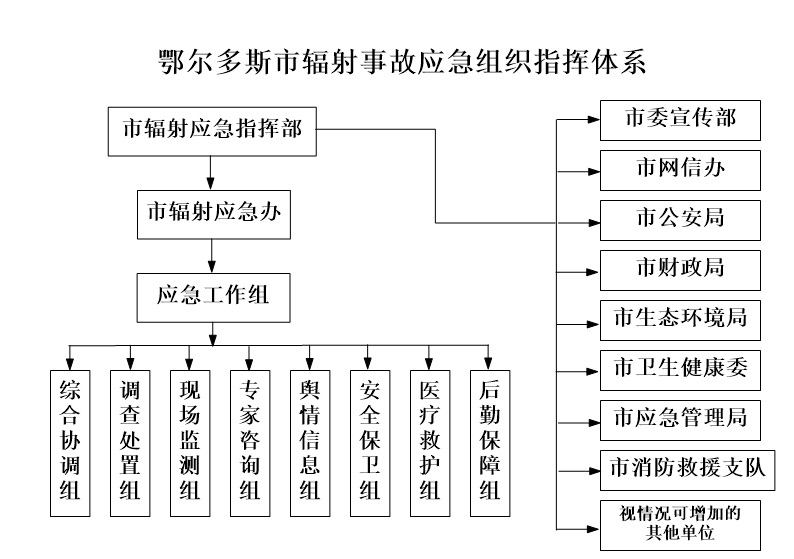 鄂尔多斯市辐射事故应急组织指挥体系
市辐射应急指挥部
市辐射应急办
应急工作组
综合协调组
调查处置组
现场监测组
专家咨询组
舆情信息组
安全保卫组
医疗救护组
后勤保障组
市委宣传部
市网信办
市公安局
市财政局
市生态环境局
市卫生健康委
市应急管理局
市消防救援支队
视情况可增加的
其他单位